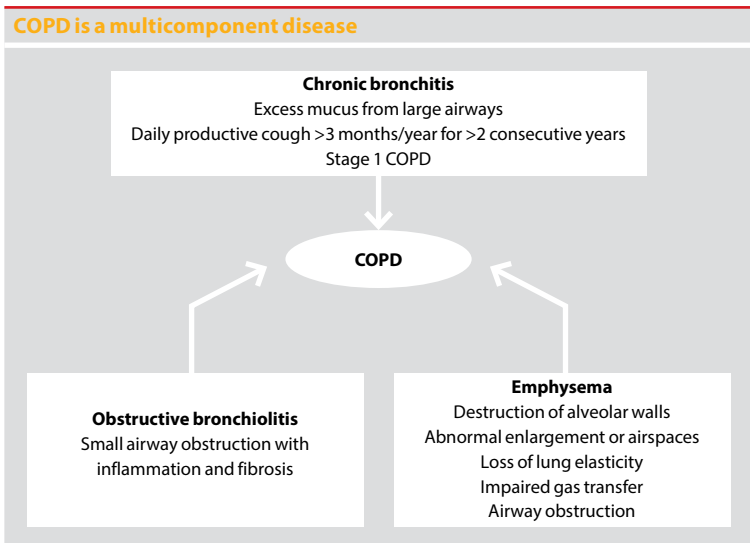 COPD is a multicomponent disease
Chronic bronchitis
Excess mucus from large airways
Daily productive cough >3 months/year for >2 consecutive years
Stage 1 COPD
COPD
Obstructive bronchiolitis
Small airway obstruction with
inflammation and fibrosis
Emphysema
Destruction of alveolar walls
Abnormal enlargement or airspaces
Loss of lung elasticity
Impaired gas transfer
Airway obstruction